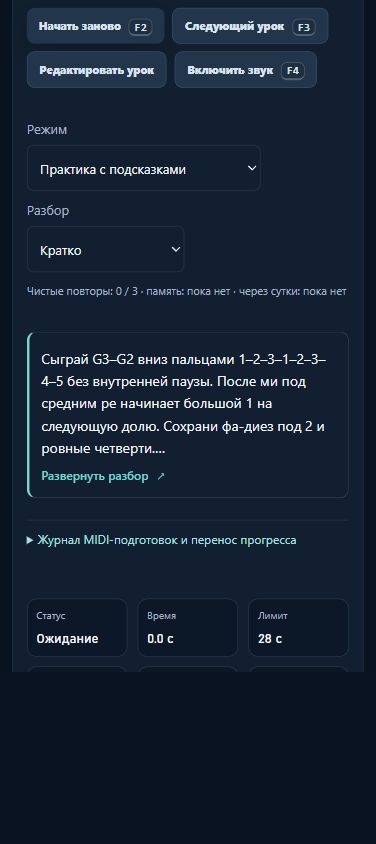 Начать заново F2
Следующий урок F3
Редактировать урок
Включить звук F4
Режим
Практика с подсказками
Разбор
Кратко
Чистые повторы: 0 / 3 · память: пока нет · через сутки: пока нет
Сыграй G3–G2 вниз пальцами 1–2–3–1–2–3–
4–5 без внутренней паузы. После ми под
средним ре начинает большой 1 на
следующую долю. Сохрани фа-диез под 2 и
ровные четверти....
Развернуть разбор ↗
▶ Журнал MIDI-подготовок и перенос прогресса
Статус
Ожидание
Время
0.0 с
Лимит
28 с